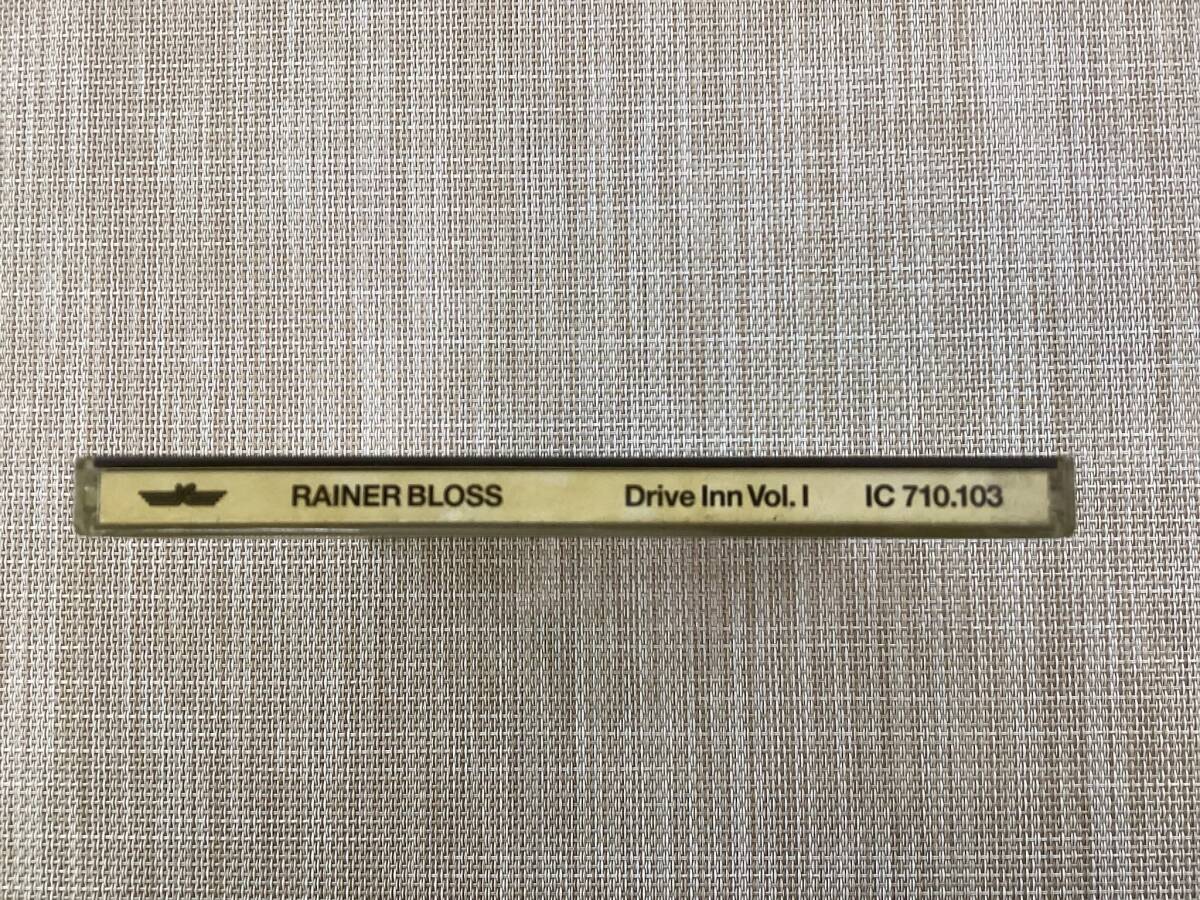 RAINER BLOSS Drive Inn Vol. I IC 710.103